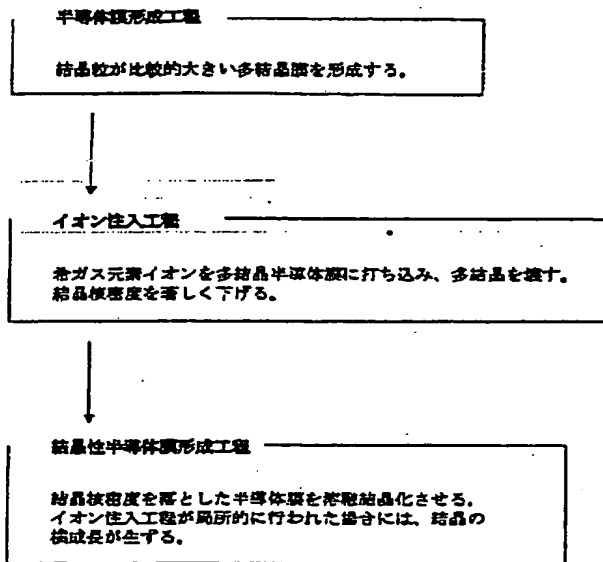 半導体膜形成工程
結晶粒が比較的大きい多結晶膜を形成する。
イオン注入工程
希ガス元素イオンを多結晶半導体膜に打ち込み、多結晶を壊す。
結晶核密度を著しく下げる。
結晶性半導体膜形成工程
結晶核密度を落とした半導体膜を溶融結晶化させる。
イオン注入工程が局所的に行われた場合には、結晶の
横成長が生ずる。